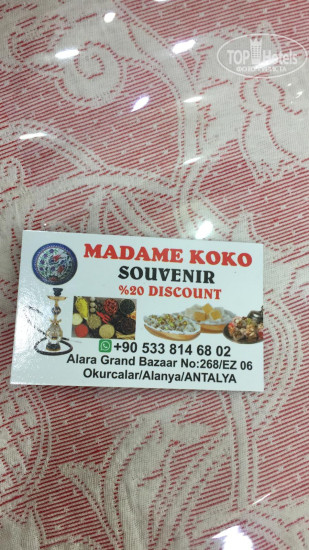 TOP Hotels
MADAME KOKO
SOUVENIR
%20 DISCOUNT
+90 533 814 68 02
Alara Grand Bazaar No:268/EZ 06
Okurcalar/Alanya/ANTALYA